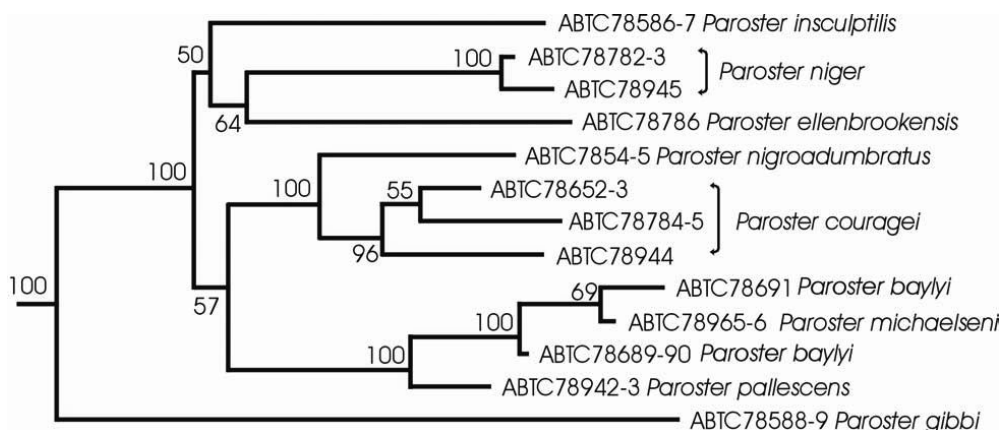 ABTC78586-7 Paroster insculptilis
50
100 ABTC78782-3
Paroster niger
ABTC78945
64
ABTC78786 Paroster ellenbrookensis
ABTC7854-5 Paroster nigroadumbratus
100
100
55 ABTC78652-3
ABTC78784-5 Paroster couragei
96
ABTC78944
100
57
69 ABTC78691 Paroster baylyi
ABTC78965-6 Paroster michaelseni
100
ABTC78689-90 Paroster baylyi
100
ABTC78942-3 Paroster pallescens
ABTC78588-9 Paroster gibbi